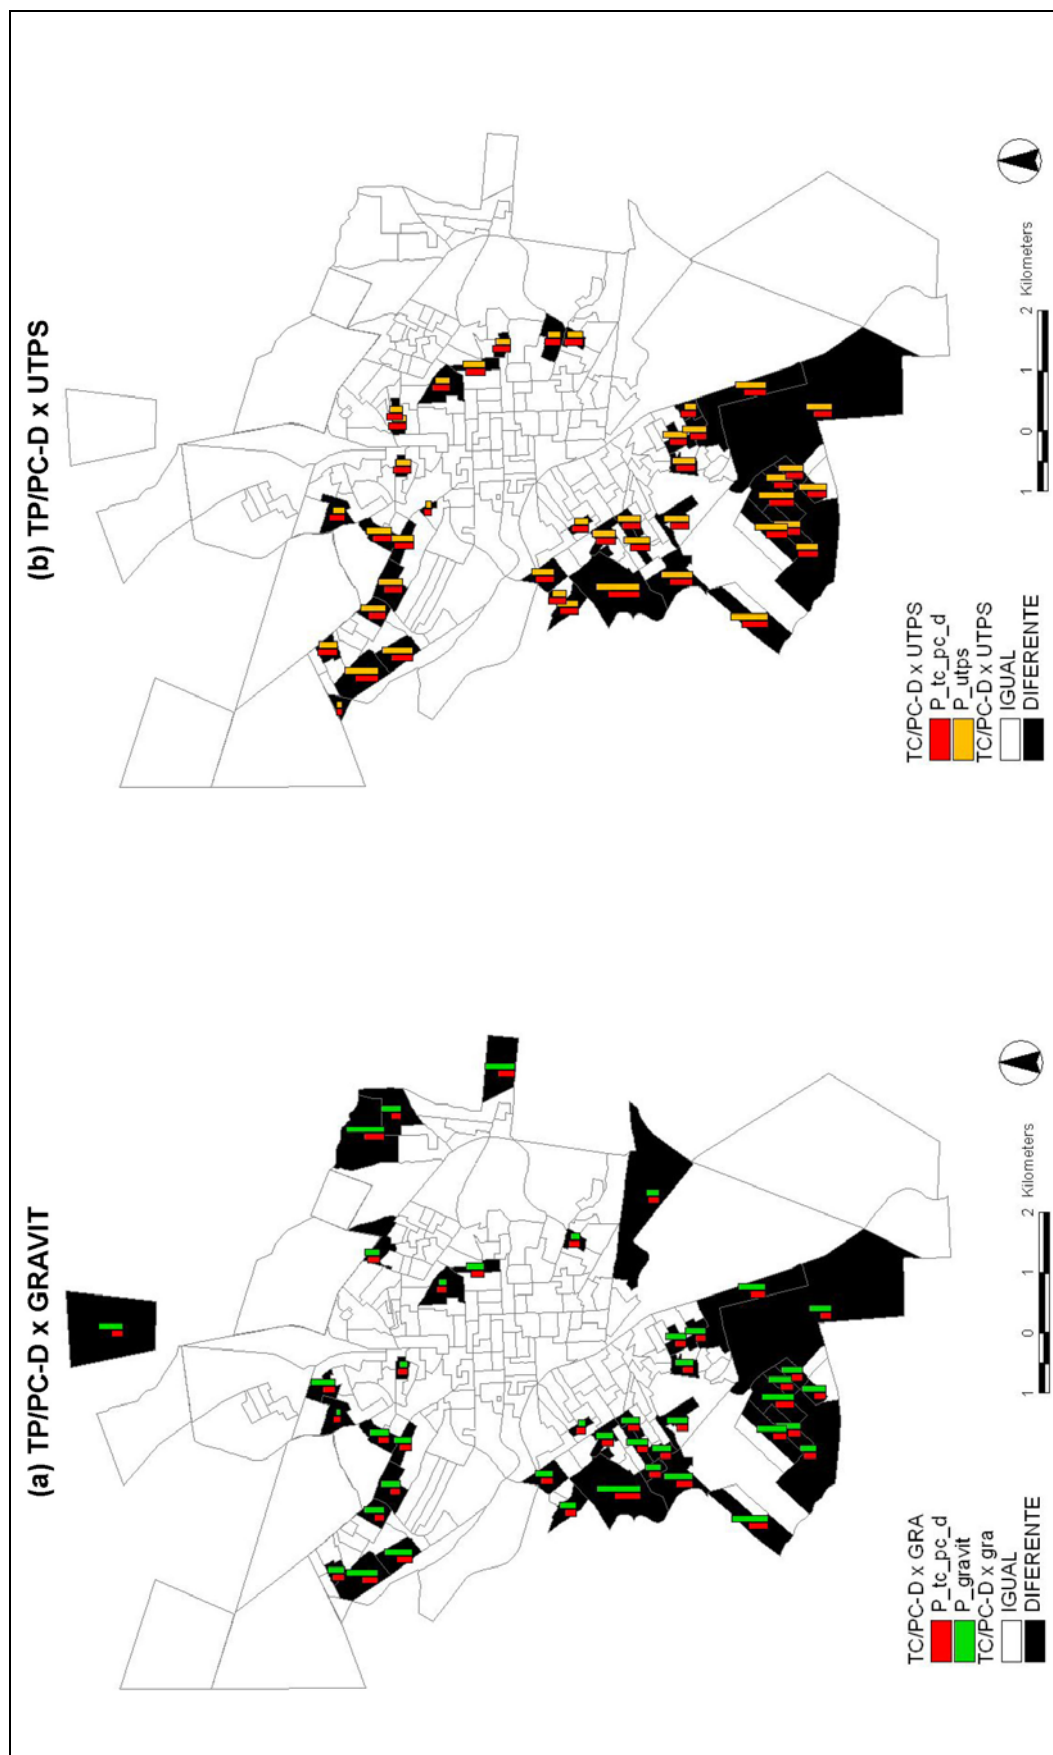 (a) TP/PC-D x GRAVIT
TC/PC-D x GRA
P_tc_pc_d
P_gravit
TC/PC-D x gra
IGUAL
DIFERENTE
1 0 1 2 Kilometers
(b) TP/PC-D x UTPS
TC/PC-D x UTPS
P_tc_pc_d
P_utps
TC/PC-D x UTPS
IGUAL
DIFERENTE
1 0 1 2 Kilometers